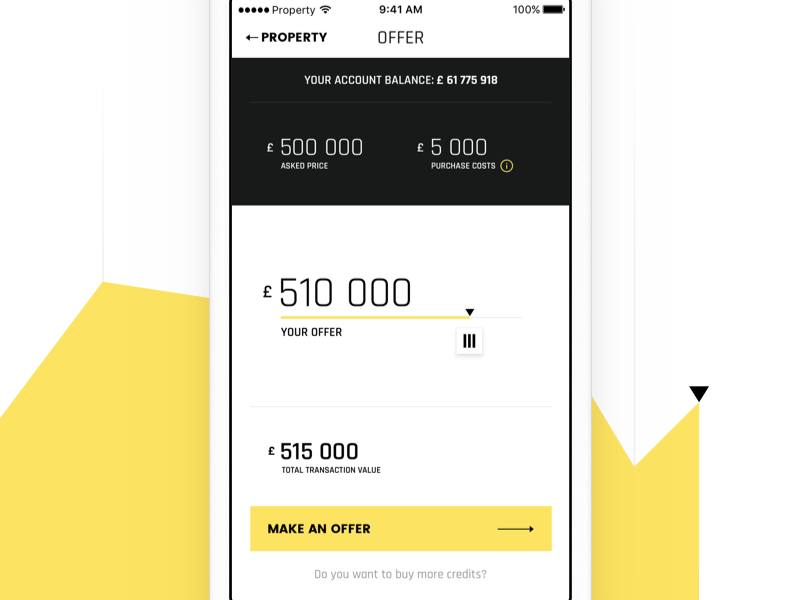 Property 9:41 AM 100%
PROPERTY OFFER
YOUR ACCOUNT BALANCE: £ 61 775 918
£ 500 000 £ 5 000
ASKED PRICE PURCHASE COSTS i
£ 510 000
YOUR OFFER
£ 515 000
TOTAL TRANSACTION VALUE
MAKE AN OFFER
Do you want to buy more credits?